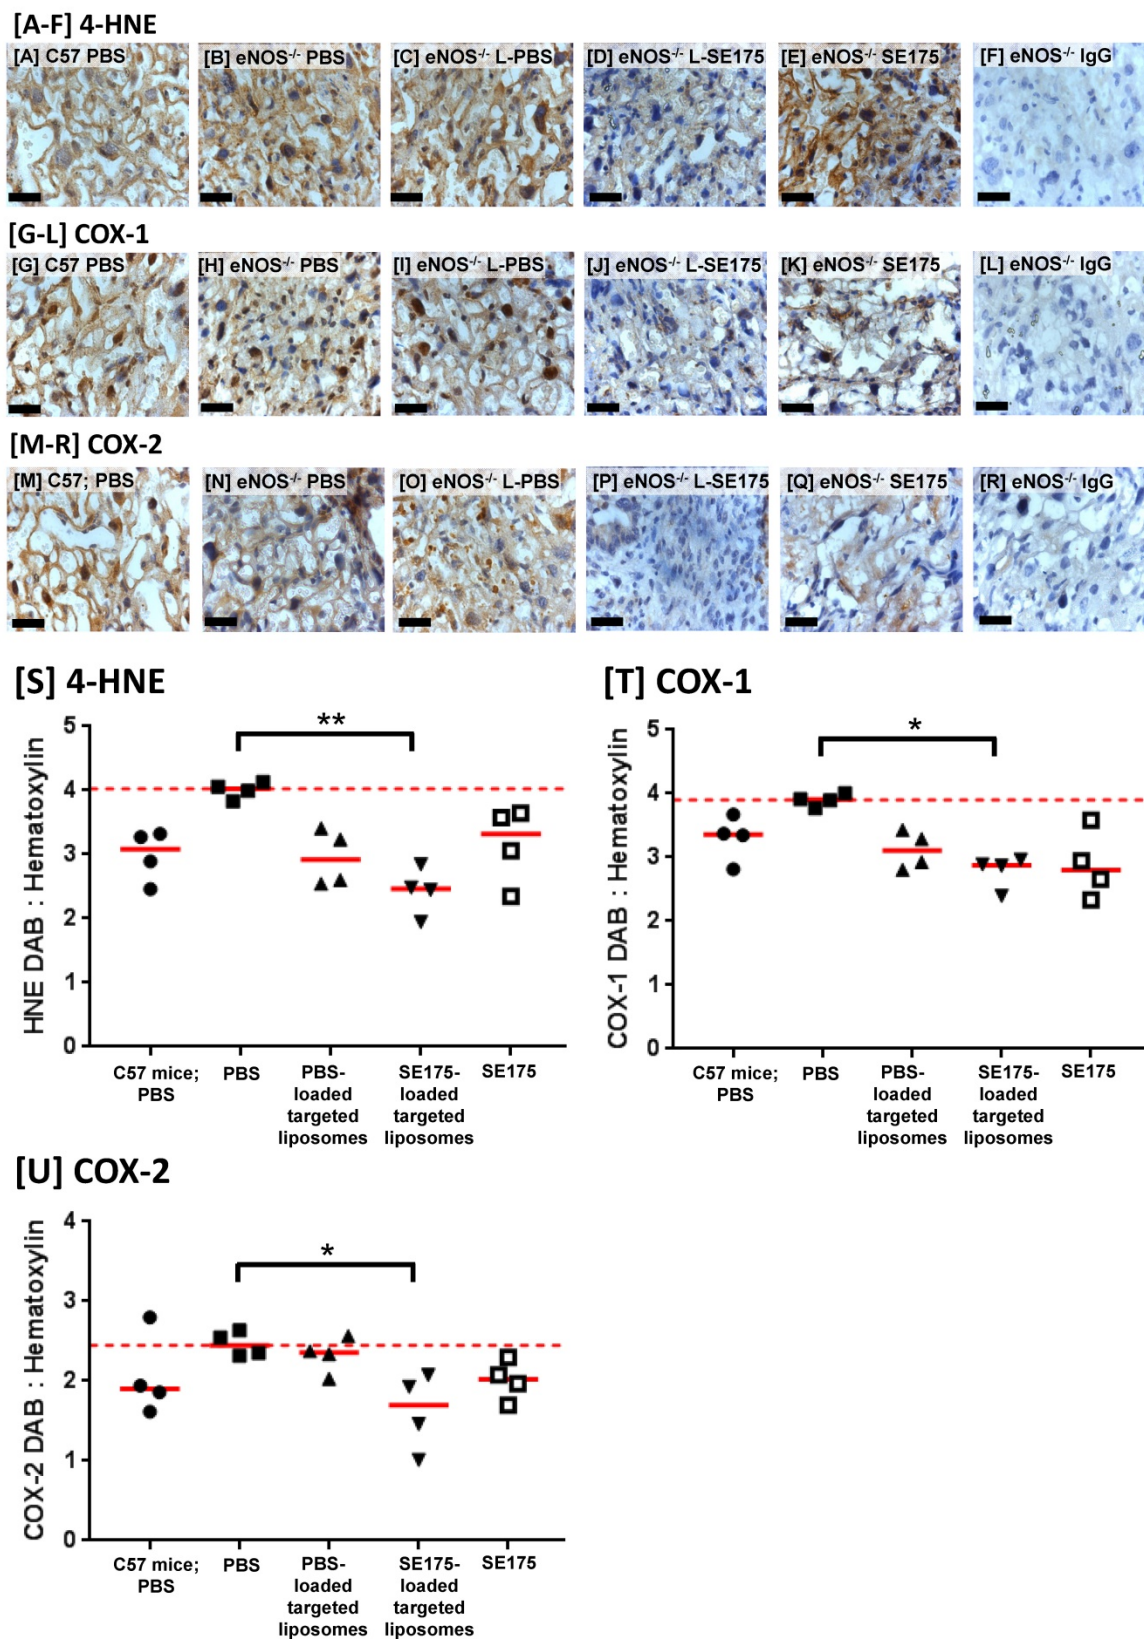 [A-F] 4-HNE
[A] C57 PBS
[B] eNOS-/- PBS
[C] eNOS-/- L-PBS
[D] eNOS-/- L-SE175
[E] eNOS-/- SE175
[F] eNOS-/- IgG
[G-L] COX-1
[G] C57 PBS
[H] eNOS-/- PBS
[I] eNOS-/- L-PBS
[J] eNOS-/- L-SE175
[K] eNOS-/- SE175
[L] eNOS-/- IgG
[M-R] COX-2
[M] C57; PBS
[N] eNOS-/- PBS
[O] eNOS-/- L-PBS
[P] eNOS-/- L-SE175
[Q] eNOS-/- SE175
[R] eNOS-/- IgG
[S] 4-HNE
HNE DAB : Hematoxylin
5
4
3
2
1
0
**
C57 mice;
PBS
PBS
PBS-
loaded
targeted
liposomes
SE175-
loaded
targeted
liposomes
SE175
[T] COX-1
COX-1 DAB : Hematoxylin
5
4
3
2
1
0
*
C57 mice;
PBS
PBS
PBS-
loaded
targeted
liposomes
SE175-
loaded
targeted
liposomes
SE175
[U] COX-2
COX-2 DAB : Hematoxylin
4
3
2
1
0
*
C57 mice;
PBS
PBS
PBS-
loaded
targeted
liposomes
SE175-
loaded
targeted
liposomes
SE175